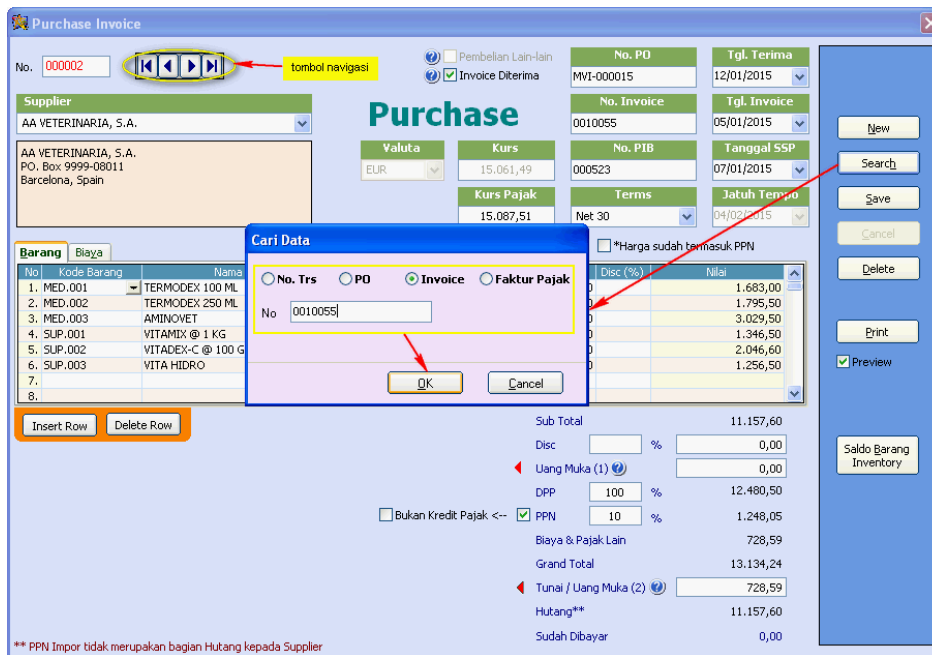 Purchase Invoice
No. 000002
tombol navigasi
Pembelian Lain-lain
Invoice Diterima
No. PO
MVI-000015
Tgl. Terima
12/01/2015
Supplier
AA VETERINARIA, S.A.
Purchase
No. Invoice
0010055
Tgl. Invoice
05/01/2015
AA VETERINARIA, S.A.
PO. Box 9999-08011
Barcelona, Spain
Valuta
EUR
Kurs
15.061,49
No. PIB
000523
Tanggal SSP
07/01/2015
Kurs Pajak
15.087,51
Terms
Net 30
Jatuh Tempo
04/02/2015
*Harga sudah termasuk PPN
Barang Biaya
No Kode Barang Nama Disc (%) Nilai
1. MED.001 TERMODEX 100 ML 1.683,00
2. MED.002 TERMODEX 250 ML 1.795,50
3. MED.003 AMINOVET 3.029,50
4. SUP.001 VITAMIX @ 1 KG 1.346,50
5. SUP.002 VITADEX-C @ 100 G 2.046,60
6. SUP.003 VITA HIDRO 1.256,50
7.
8.
Cari Data
No. Trs PO Invoice Faktur Pajak
No 0010055
OK Cancel
Insert Row Delete Row
Sub Total 11.157,60
Disc % 0,00
Uang Muka (1) 0,00
DPP 100 % 12.480,50
Bukan Kredit Pajak <-- PPN 10 % 1.248,05
Biaya & Pajak Lain 728,59
Grand Total 13.134,24
Tunai / Uang Muka (2) 728,59
Hutang** 11.157,60
Sudah Dibayar 0,00
** PPN Impor tidak merupakan bagian Hutang kepada Supplier
New
Search
Save
Cancel
Delete
Print
Preview
Saldo Barang
Inventory